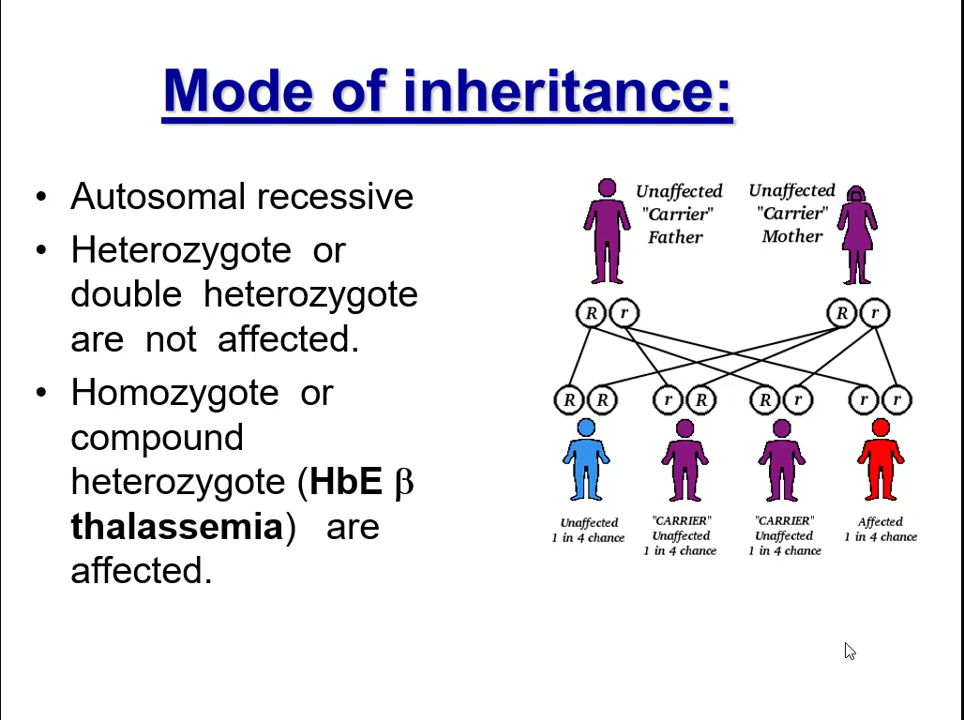 Mode of inheritance:
• Autosomal recessive
• Heterozygote or
double heterozygote
are not affected.
• Homozygote or
compound
heterozygote (HbE β
thalassemia) are
affected.
Unaffected
"Carrier"
Father
Unaffected
"Carrier"
Mother
R r
R r
R R
r R
R r
r r
Unaffected
1 in 4 chance
"CARRIER"
Unaffected
1 in 4 chance
"CARRIER"
Unaffected
1 in 4 chance
Affected
1 in 4 chance